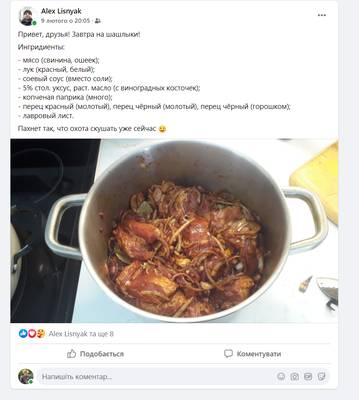 Alex Lisnyak
9 лютого о 20:05 ·
Привет, друзья! Завтра на шашлыки!
Ингридиенты:
- мясо (свинина, ошеек);
- лук (красный, белый);
- соевый соус (вместо соли);
- 5% стол. уксус, раст. масло (с виноградных косточек);
- копченая паприка (много);
- перец красный (молотый), перец чёрный (молотый), перец чёрный (горошком);
- лавровый лист.
Пахнет так, что охота скушать уже сейчас 😉
Alex Lisnyak та ще 8
Подобається
Коментувати
Напишіть коментар...